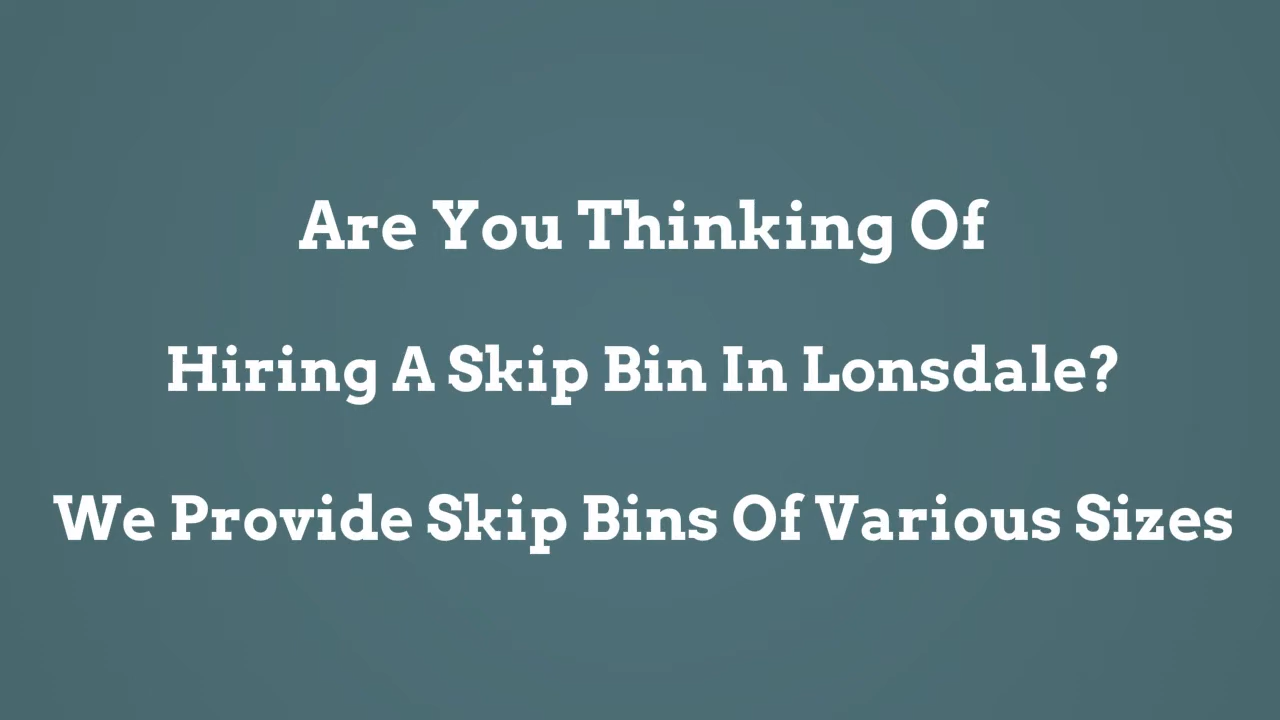 Are You Thinking Of
Hiring A Skip Bin In Lonsdale?
We Provide Skip Bins Of Various Sizes